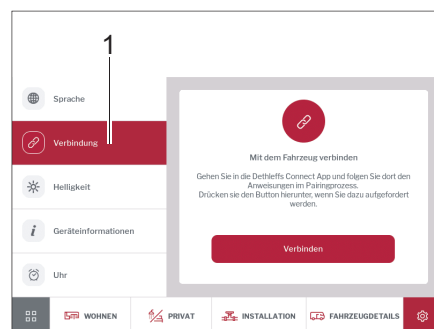 1
Sprache
Verbindung
Helligkeit
Geräteinformationen
Uhr
Mit dem Fahrzeug verbinden
Gehen Sie in die Dethleffs Connect App und folgen Sie dort den
Anweisungen im Pairingprozess.
Drücken sie den Button hierunter, wenn Sie dazu aufgefordert
werden.
Verbinden
WOHNEN
PRIVAT
INSTALLATION
FAHRZEUGDETAILS